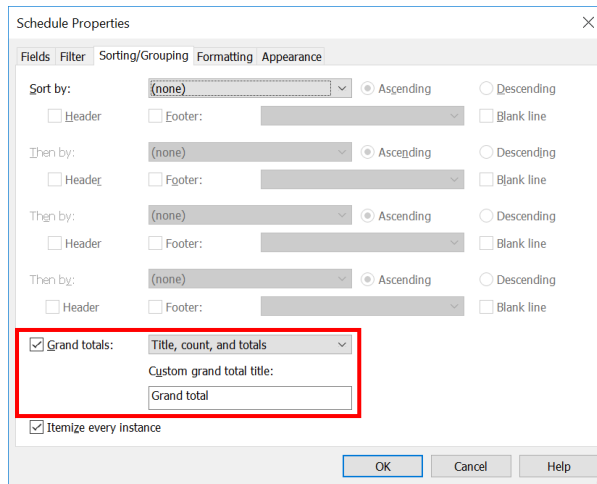 Schedule Properties
Fields Filter Sorting/Grouping Formatting Appearance
Sort by: (none) Ascending Descending
Header Footer: Blank line
Then by: (none) Ascending Descending
Header Footer: Blank line
Then by: (none) Ascending Descending
Header Footer: Blank line
Then by: (none) Ascending Descending
Header Footer: Blank line
Grand totals: Title, count, and totals
Custom grand total title:
Grand total
Itemize every instance
OK Cancel Help